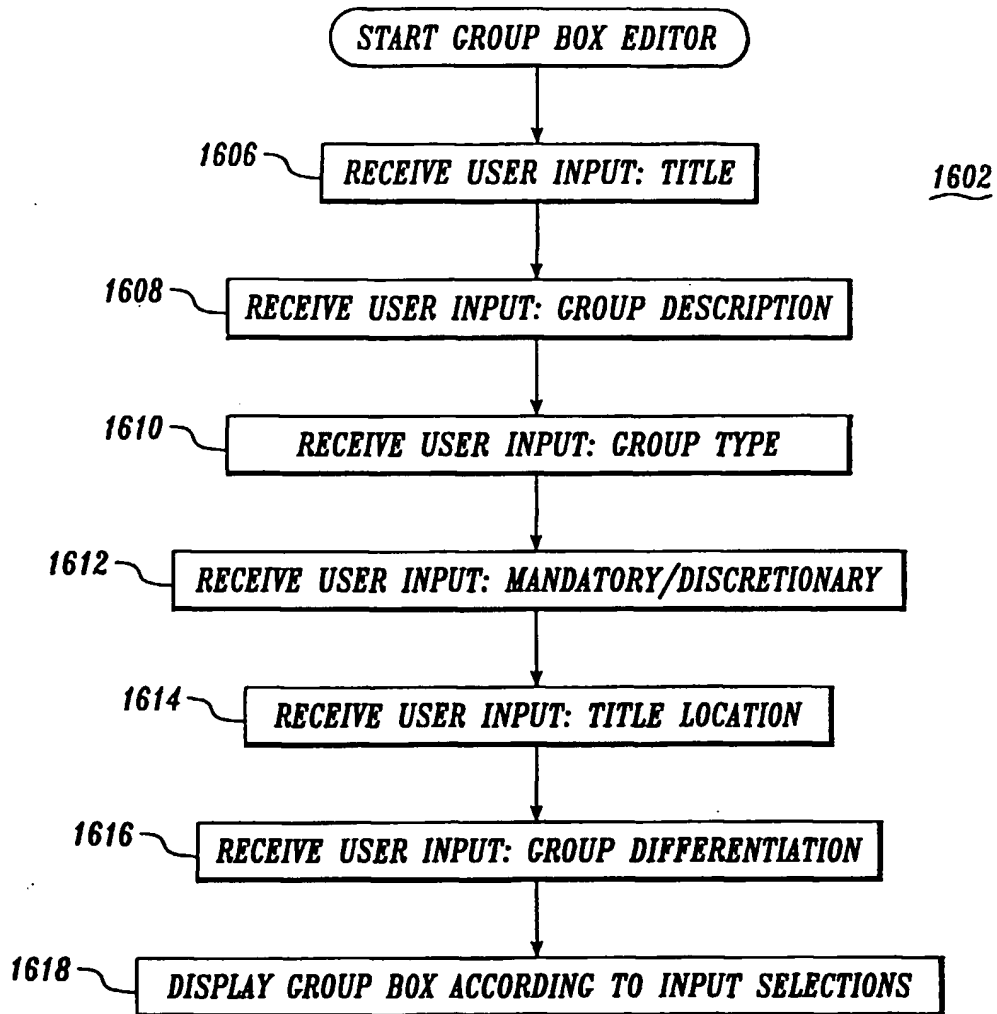 START GROUP BOX EDITOR
1606
RECEIVE USER INPUT: TITLE
1602
1608
RECEIVE USER INPUT: GROUP DESCRIPTION
1610
RECEIVE USER INPUT: GROUP TYPE
1612
RECEIVE USER INPUT: MANDATORY/DISCRETIONARY
1614
RECEIVE USER INPUT: TITLE LOCATION
1616
RECEIVE USER INPUT: GROUP DIFFERENTIATION
1618
DISPLAY GROUP BOX ACCORDING TO INPUT SELECTIONS